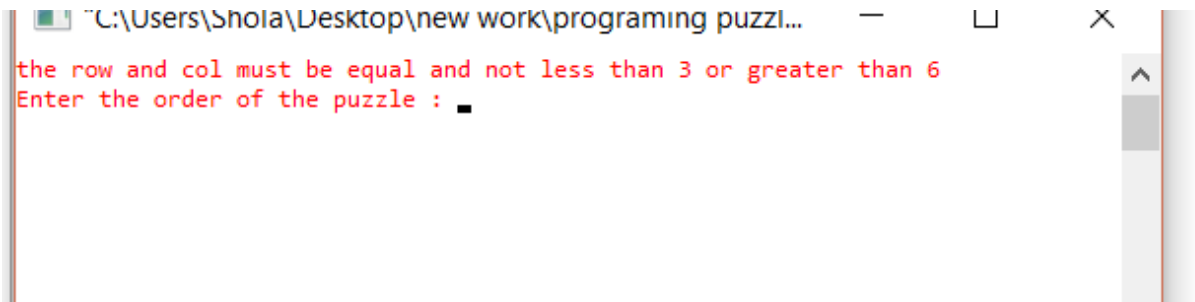 "C:\Users\Shola\Desktop\new work\programing puzzl...
the row and col must be equal and not less than 3 or greater than 6
Enter the order of the puzzle :